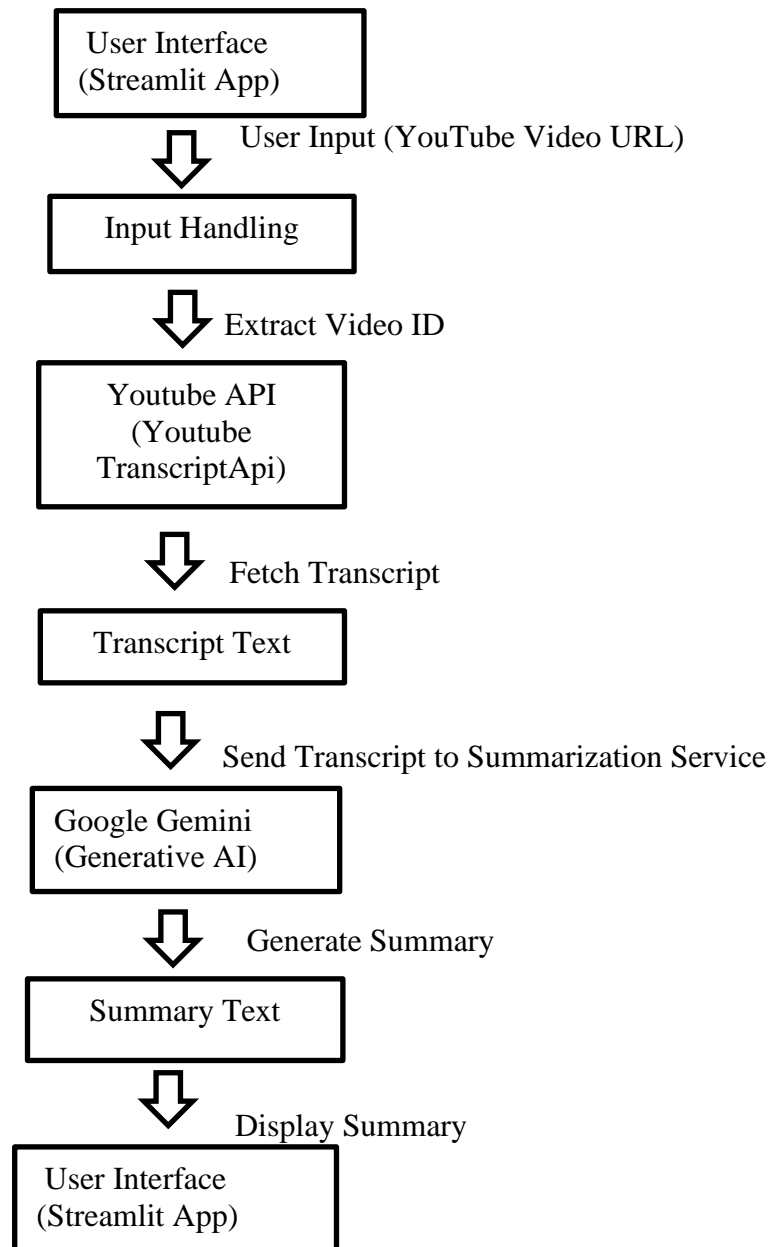 User Interface
(Streamlit App)
User Input (YouTube Video URL)
Input Handling
Extract Video ID
Youtube API
(Youtube
TranscriptApi)
Fetch Transcript
Transcript Text
Send Transcript to Summarization Service
Google Gemini
(Generative AI)
Generate Summary
Summary Text
Display Summary
User Interface
(Streamlit App)